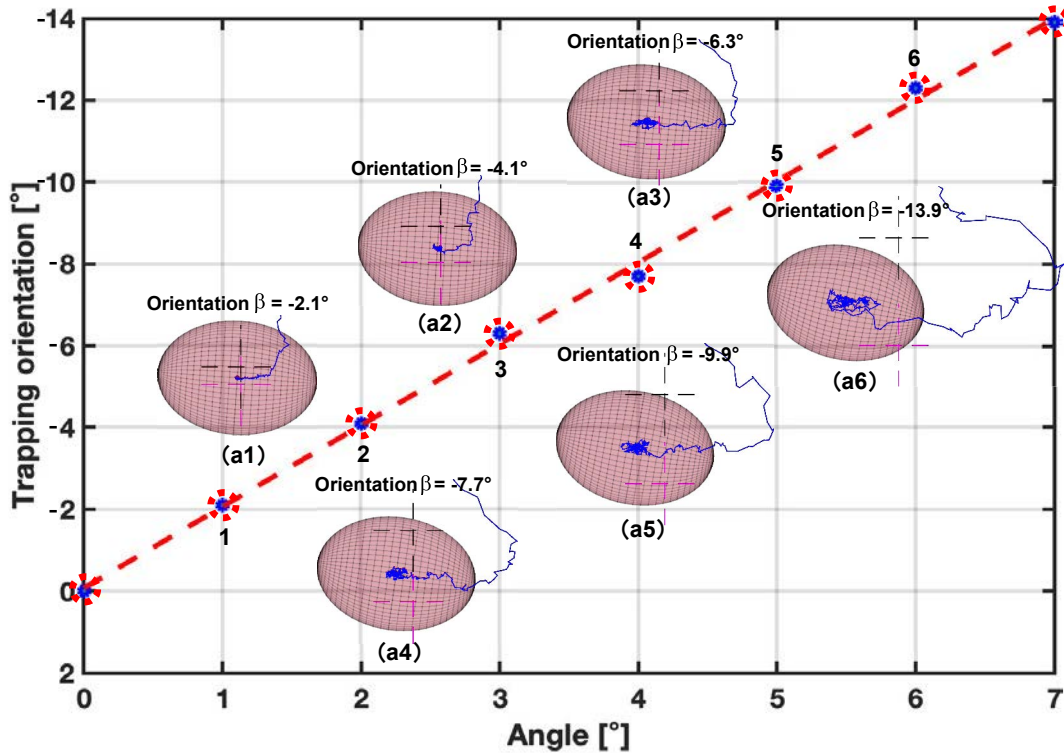 -14
-12
-10
-8
-6
-4
-2
0
2
Trapping orientation [°]
0 1 2 3 4 5 6 7
Angle [°]
Orientation β = -6.3°
(a3)
6
5
Orientation β = -4.1°
(a2)
Orientation β = -13.9°
(a6)
4
Orientation β = -2.1°
(a1)
3
Orientation β = -9.9°
(a5)
2
Orientation β = -7.7°
(a4)
1